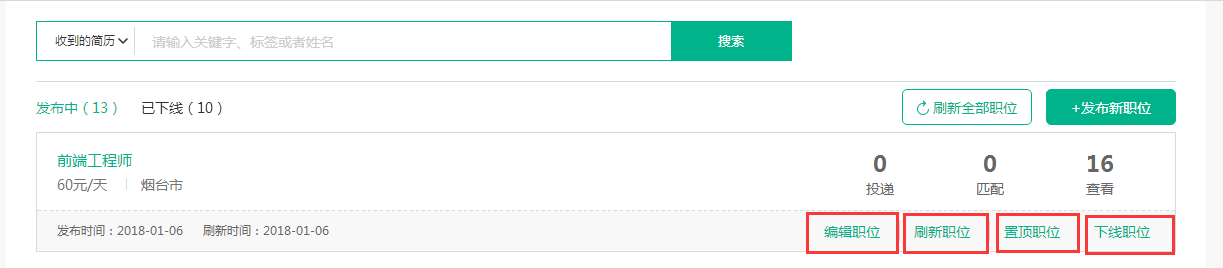 收到的简历 请输入关键字、标签或者姓名 搜索
发布中（13） 已下线（10） 刷新全部职位 +发布新职位
前端工程师 0 0 16
60元/天 烟台市 投递 匹配 查看
发布时间：2018-01-06 刷新时间：2018-01-06 编辑职位 刷新职位 置顶职位 下线职位